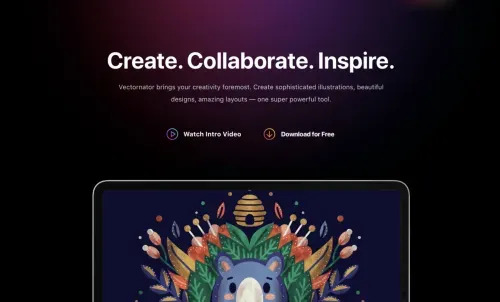 Create. Collaborate. Inspire.
Vectornator brings your creativity foremost. Create sophisticated illustrations, beautiful
designs, amazing layouts — one super powerful tool.
Watch Intro Video
Download for Free